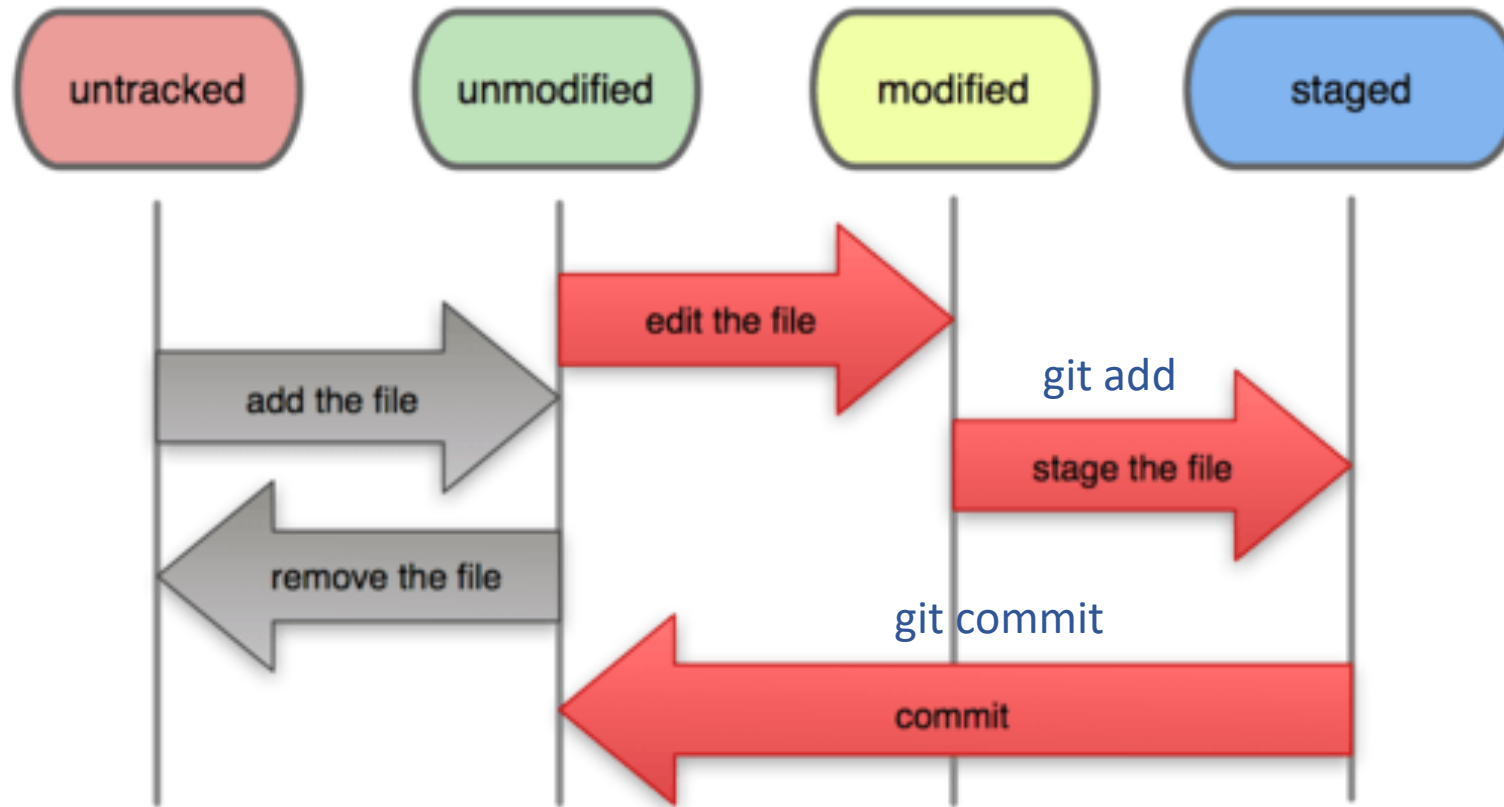 untracked
unmodified
modified
staged
edit the file
git add
add the file
stage the file
remove the file
git commit
commit